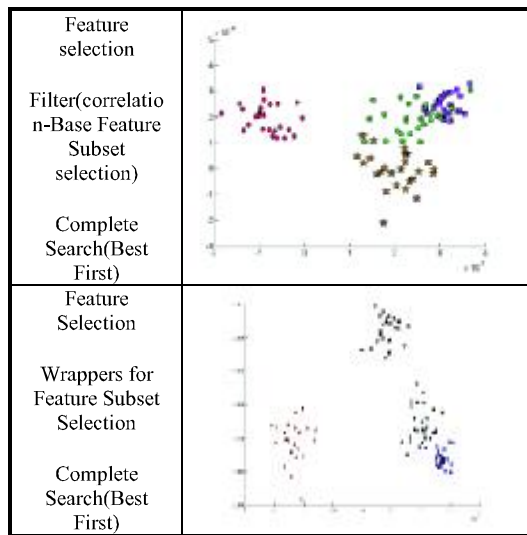 Feature
selection
Filter(correlatio
n-Base Feature
Subset
selection)
Complete
Search(Best
First)
Feature
Selection
Wrappers for
Feature Subset
Selection
Complete
Search(Best
First)